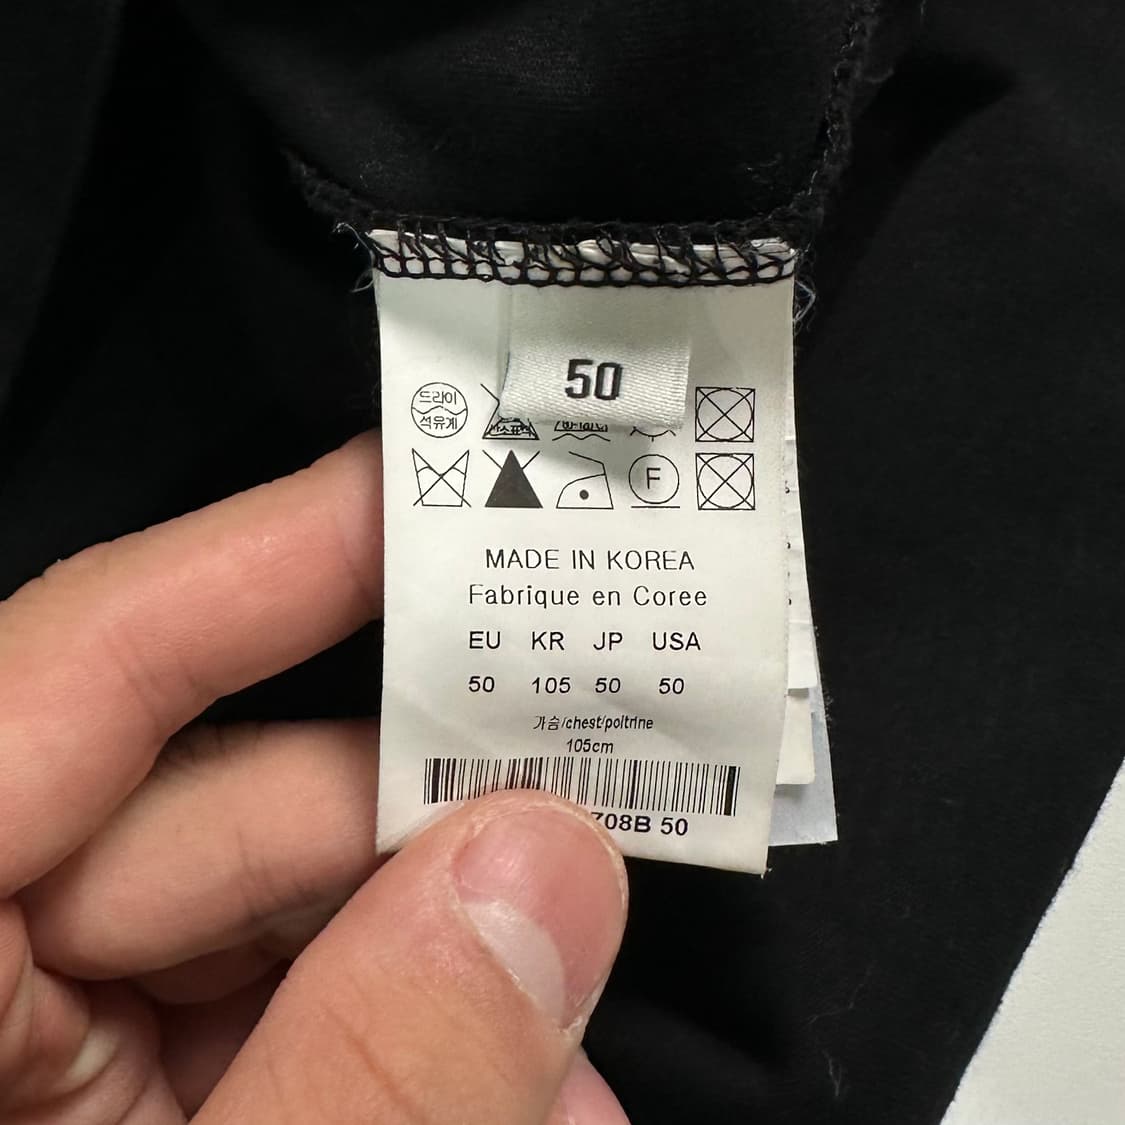 50
드라이
석유계
F
MADE IN KOREA
Fabrique en Coree
EU KR JP USA
50 105 50 50
가슴/chest/poltrine
105cm
708B 50